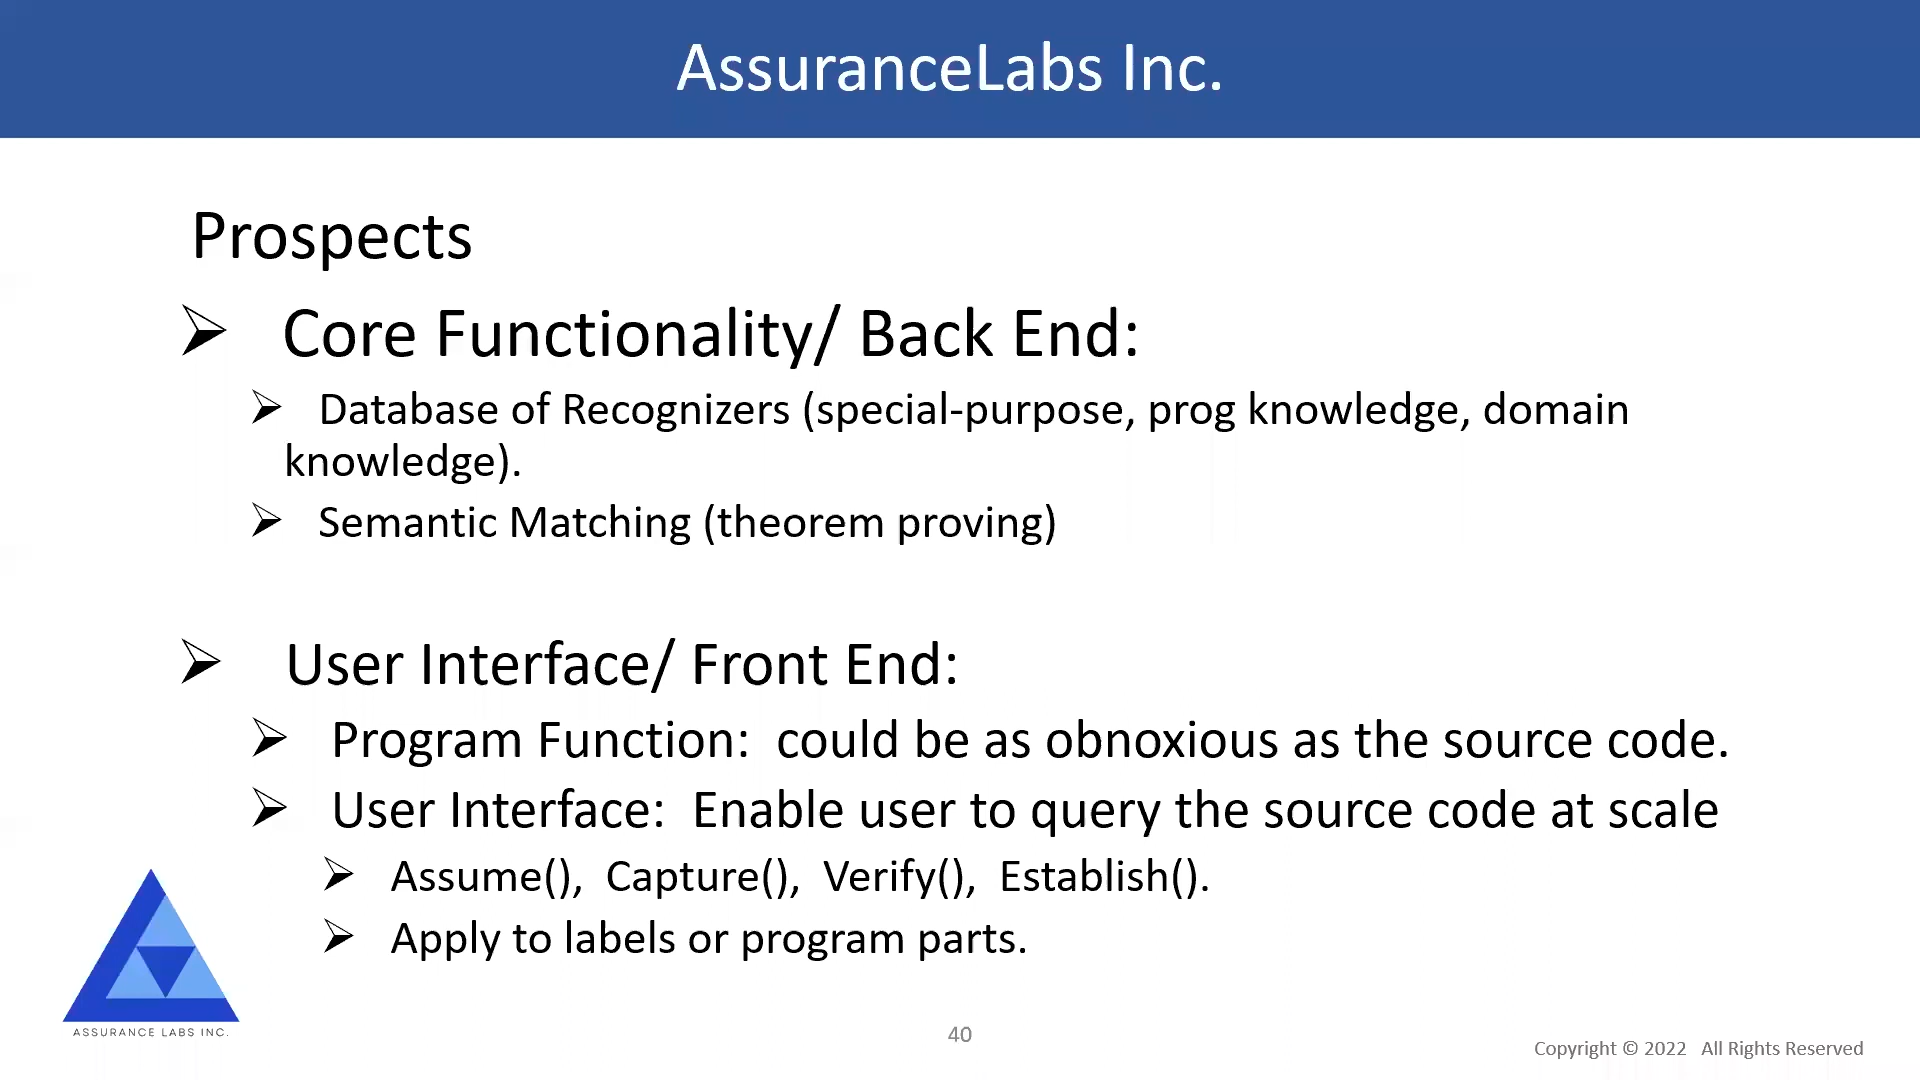 AssuranceLabs Inc.
Prospects
➢ Core Functionality/ Back End:
➢ Database of Recognizers (special-purpose, prog knowledge, domain
knowledge).
➢ Semantic Matching (theorem proving)
➢ User Interface/ Front End:
➢ Program Function: could be as obnoxious as the source code.
➢ User Interface: Enable user to query the source code at scale
➢ Assume(), Capture(), Verify(), Establish().
➢ Apply to labels or program parts.
ASSURANCE LABS INC.
40
Copyright © 2022 All Rights Reserved